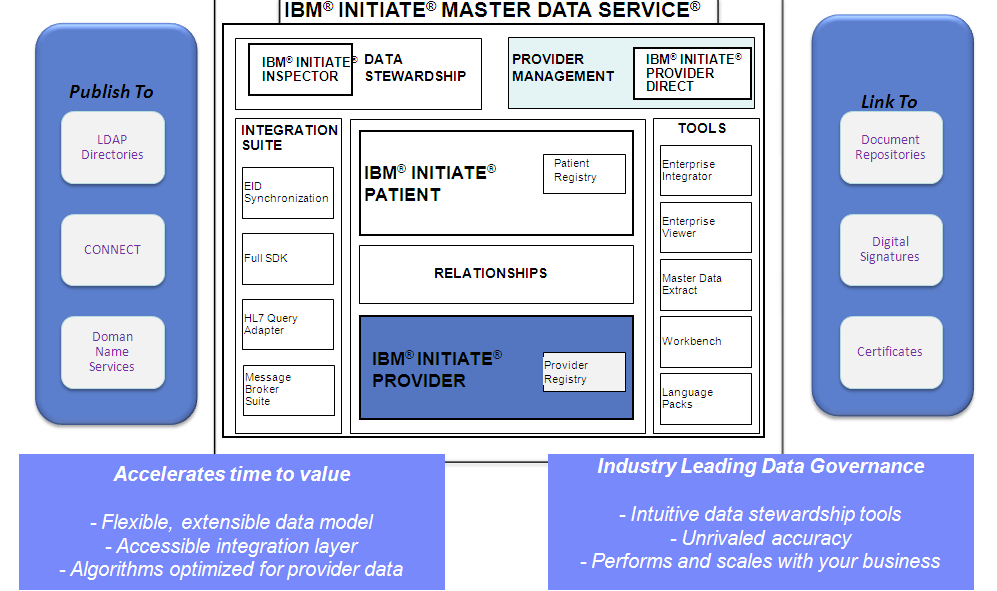 IBM® INITIATE® MASTER DATA SERVICE®
Publish To
LDAP
Directories
CONNECT
Doman
Name
Services
IBM® INITIATE®
INSPECTOR
DATA
STEWARDSHIP
PROVIDER
MANAGEMENT
IBM® INITIATE®
PROVIDER
DIRECT
INTEGRATION
SUITE
EID
Synchronization
Full SDK
HL7 Query
Adapter
Message
Broker
Suite
IBM® INITIATE®
PATIENT
Patient
Registry
RELATIONSHIPS
IBM® INITIATE®
PROVIDER
Provider
Registry
TOOLS
Enterprise
Integrator
Enterprise
Viewer
Master Data
Extract
Workbench
Language
Packs
Link To
Document
Repositories
Digital
Signatures
Certificates
Accelerates time to value
- Flexible, extensible data model
- Accessible integration layer
- Algorithms optimized for provider data
Industry Leading Data Governance
- Intuitive data stewardship tools
- Unrivaled accuracy
- Performs and scales with your business